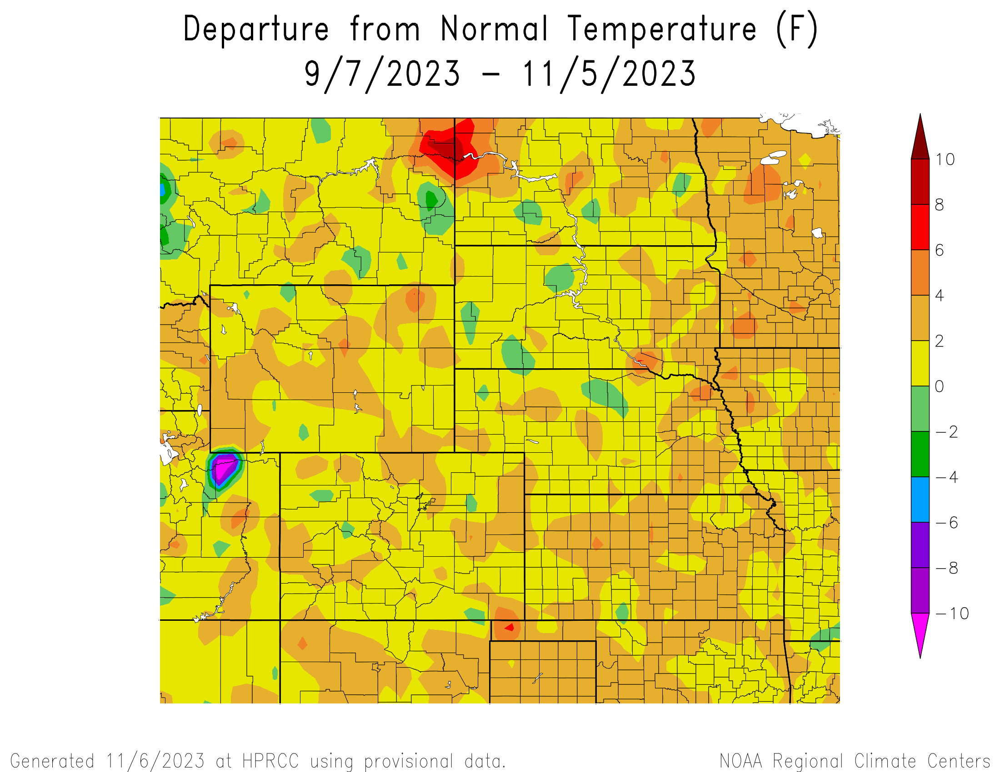 Departure from Normal Temperature (F)
9/7/2023 – 11/5/2023
10
8
6
4
2
0
−2
−4
−6
−8
−10
Generated 11/6/2023 at HPRCC using provisional data.
NOAA Regional Climate Centers